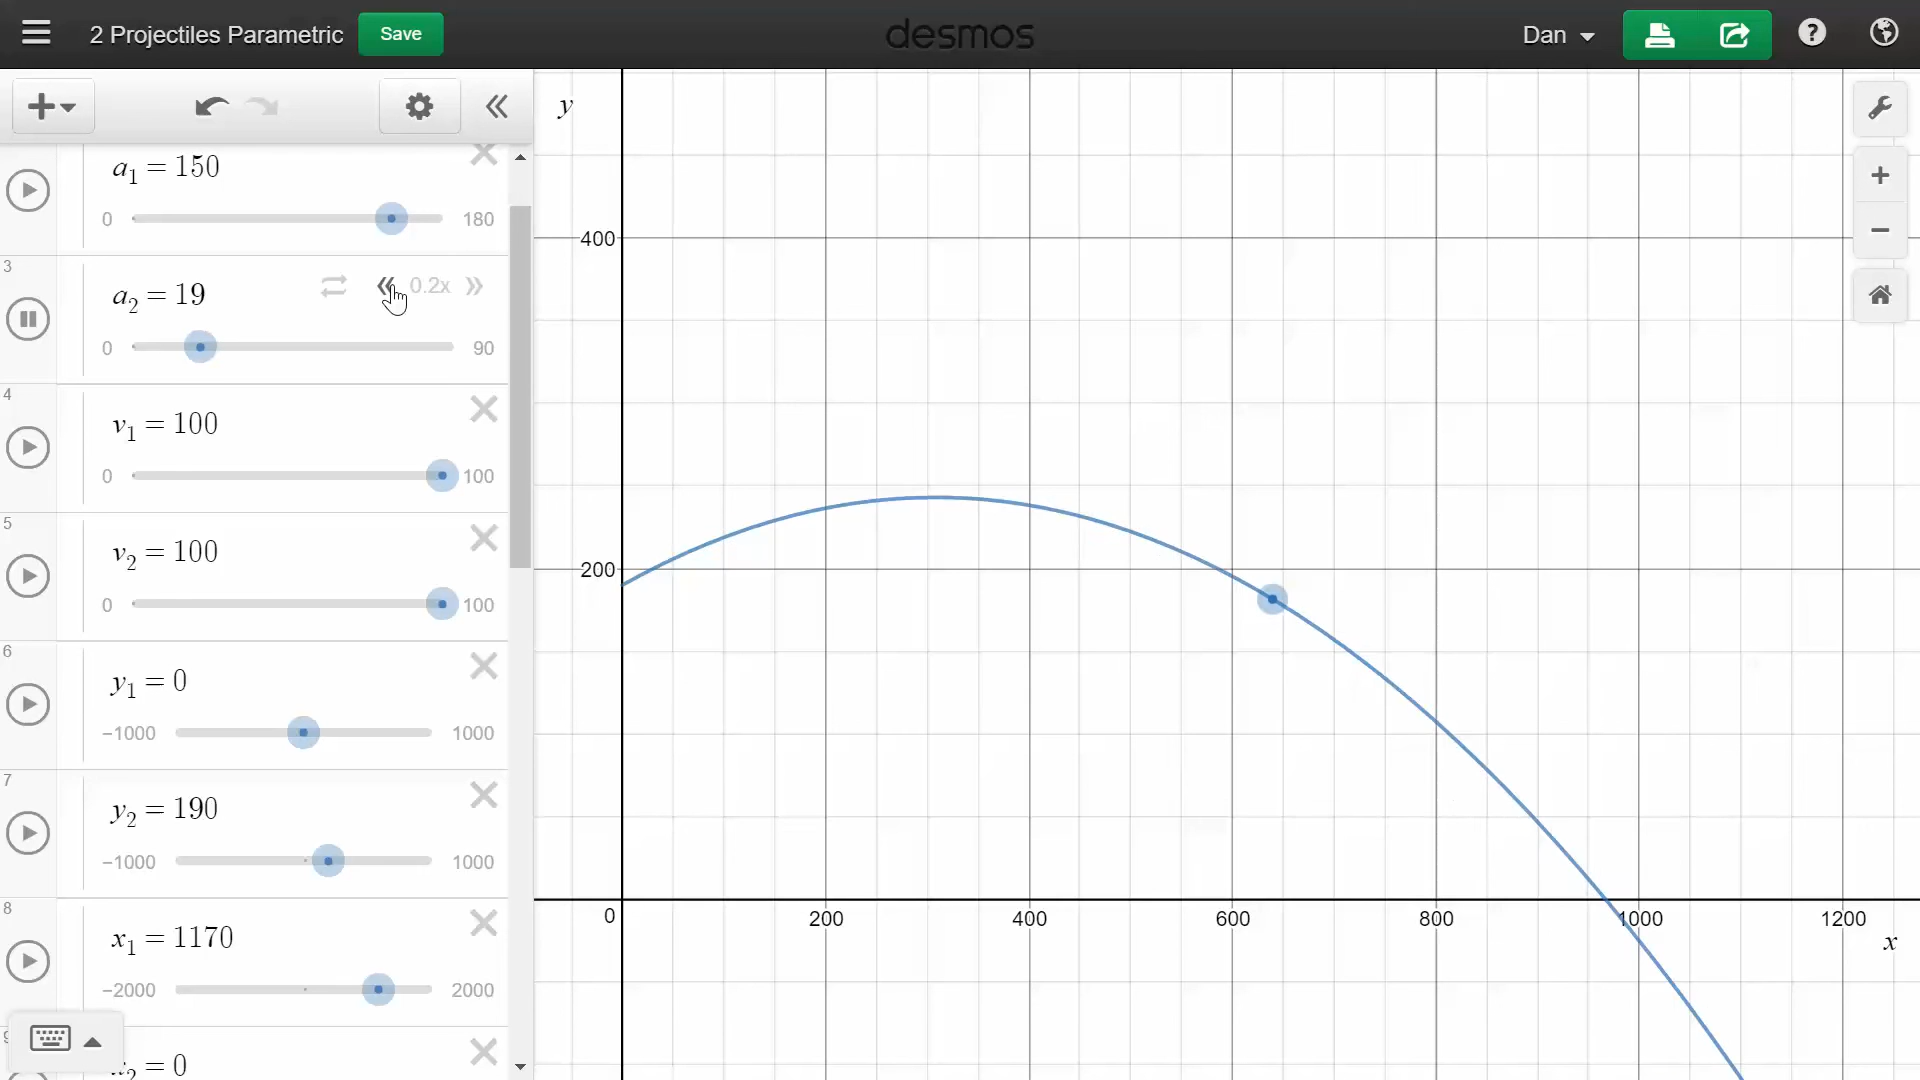 2 Projectiles Parametric
Save
desmos
Dan
a₁ = 150
0
180
3
a₂ = 19
0.2x
0
90
4
v₁ = 100
0
100
5
v₂ = 100
0
100
6
y₁ = 0
−1000
1000
7
y₂ = 190
−1000
1000
8
x₁ = 1170
−2000
2000
9
x₂ = 0
y
400
200
0
200
400
600
800
1000
1200
x